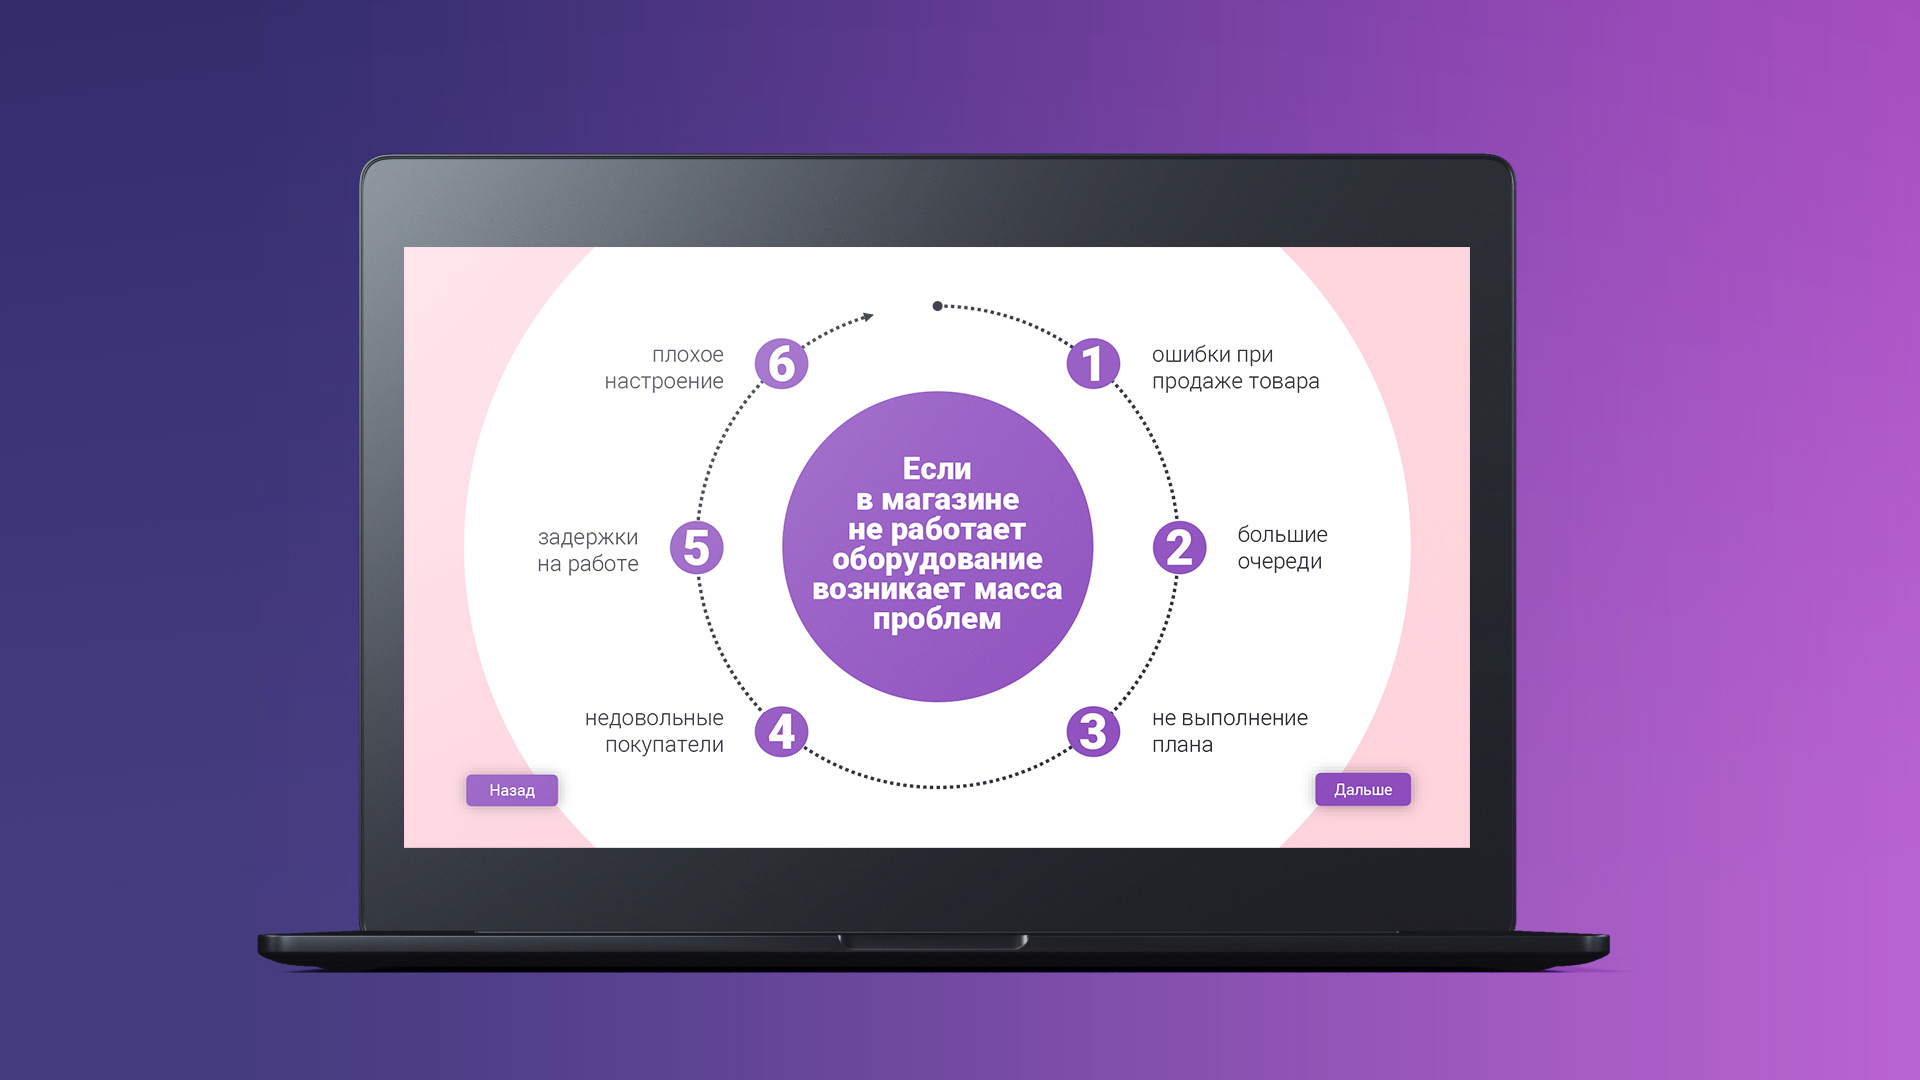 Если
в магазине
не работает
оборудование
возникает масса
проблем
1
ошибки при
продаже товара
2
большие
очереди
3
не выполнение
плана
4
недовольные
покупатели
5
задержки
на работе
6
плохое
настроение
Назад
Дальше